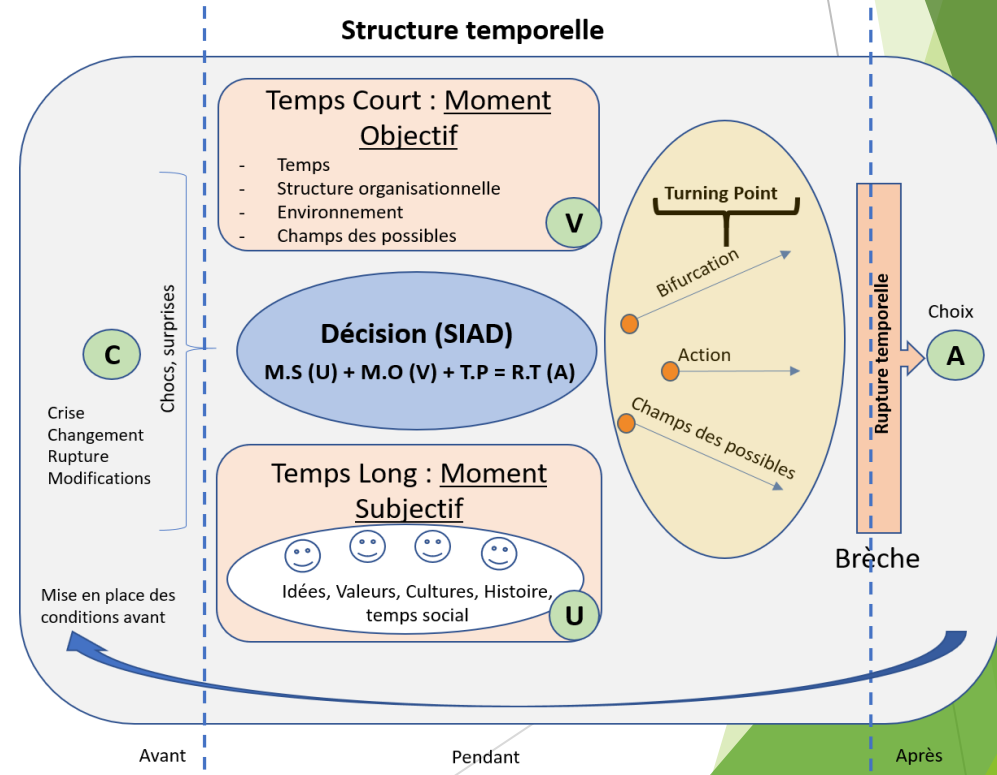 Structure temporelle
Temps Court : Moment
Objectif
- Temps
- Structure organisationnelle
- Environnement
- Champs des possibles
V
Turning Point
Bifurcation
Action
Champs des possibles
Décision (SIAD)
M.S (U) + M.O (V) + T.P = R.T (A)
Chocs, surprises
C
Crise
Changement
Rupture
Modifications
Rupture temporelle
Choix
A
Brèche
Temps Long : Moment
Subjectif
Idées, Valeurs, Cultures, Histoire,
temps social
U
Mise en place des
conditions avant
Avant
Pendant
Après